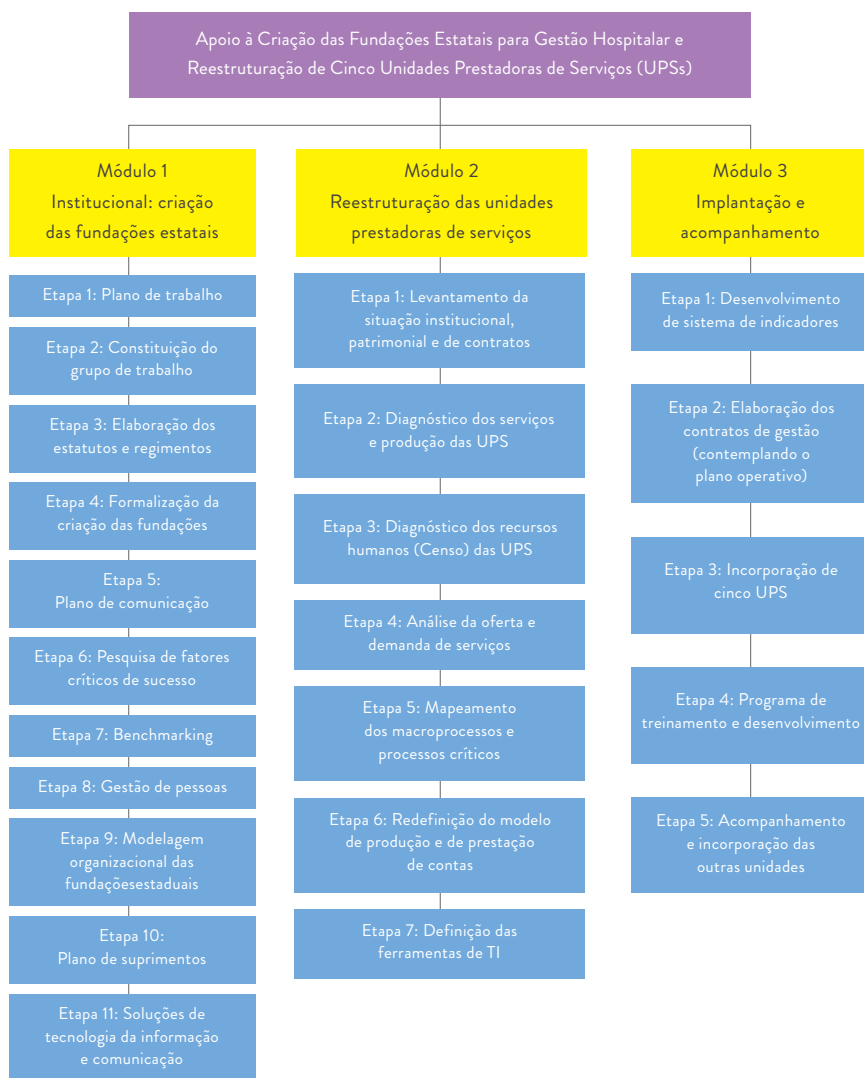 Apoio à Criação das Fundações Estatais para Gestão Hospitalar e
Reestruturação de Cinco Unidades Prestadoras de Serviços (UPSs)
Módulo 1
Institucional: criação
das fundações estatais
Etapa 1: Plano de trabalho
Etapa 2: Constituição do
grupo de trabalho
Etapa 3: Elaboração dos
estatutos e regimentos
Etapa 4: Formalização da
criação das fundações
Etapa 5:
Plano de comunicação
Etapa 6: Pesquisa de fatores
críticos de sucesso
Etapa 7: Benchmarking
Etapa 8: Gestão de pessoas
Etapa 9: Modelagem
organizacional das
fundaçõesestaduais
Etapa 10:
Plano de suprimentos
Etapa 11: Soluções de
tecnologia da informação
e comunicação
Módulo 2
Reestruturação das unidades
prestadoras de serviços
Etapa 1: Levantamento da
situação institucional,
patrimonial e de contratos
Etapa 2: Diagnóstico dos serviços
e produção das UPS
Etapa 3: Diagnóstico dos recursos
humanos (Censo) das UPS
Etapa 4: Análise da oferta e
demanda de serviços
Etapa 5: Mapeamento
dos macroprocessos e
processos críticos
Etapa 6: Redefinição do modelo
de produção e de prestação
de contas
Etapa 7: Definição das
ferramentas de TI
Módulo 3
Implantação e
acompanhamento
Etapa 1: Desenvolvimento
de sistema de indicadores
Etapa 2: Elaboração dos
contratos de gestão
(contemplando o
plano operativo)
Etapa 3: Incorporação de
cinco UPS
Etapa 4: Programa de
treinamento e desenvolvimento
Etapa 5: Acompanhamento
e incorporação das
outras unidades